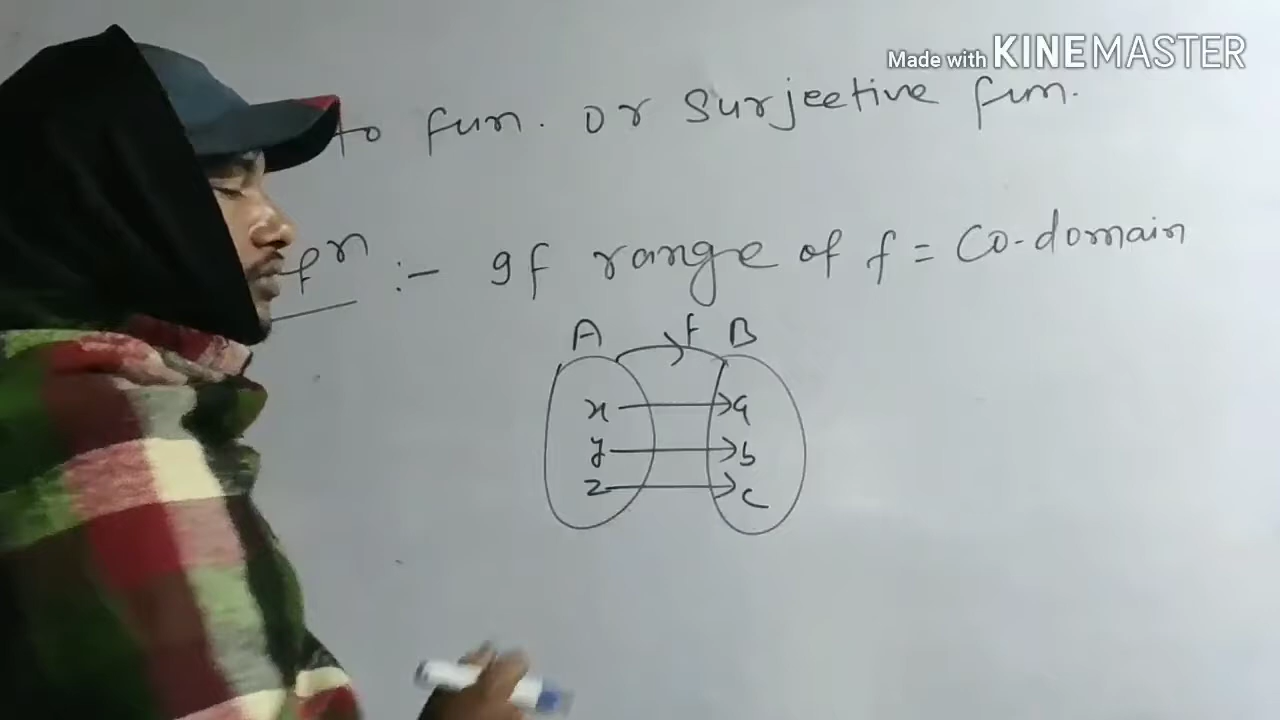 Made with KINEMASTER
to fun. or Surjective fun.
fn :- If range of f = Co-domain
A f B
x a
y b
z c